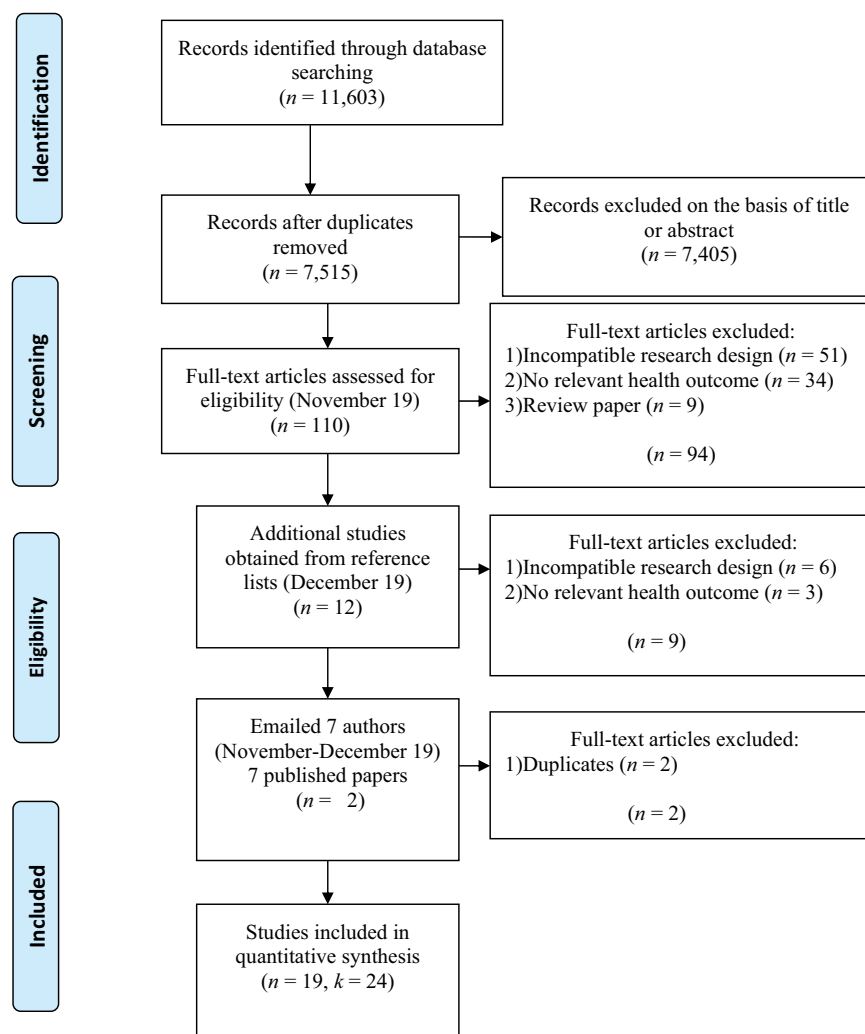 Identification
Records identified through database
searching
(n = 11,603)
Records after duplicates
removed
(n = 7,515)
Records excluded on the basis of title
or abstract
(n = 7,405)
Screening
Full-text articles assessed for
eligibility (November 19)
(n = 110)
Full-text articles excluded:
1)Incompatible research design (n = 51)
2)No relevant health outcome (n = 34)
3)Review paper (n = 9)
(n = 94)
Eligibility
Additional studies
obtained from reference
lists (December 19)
(n = 12)
Full-text articles excluded:
1)Incompatible research design (n = 6)
2)No relevant health outcome (n = 3)
(n = 9)
Emailed 7 authors
(November-December 19)
7 published papers
(n = 2)
Full-text articles excluded:
1)Duplicates (n = 2)
(n = 2)
Included
Studies included in
quantitative synthesis
(n = 19, k = 24)